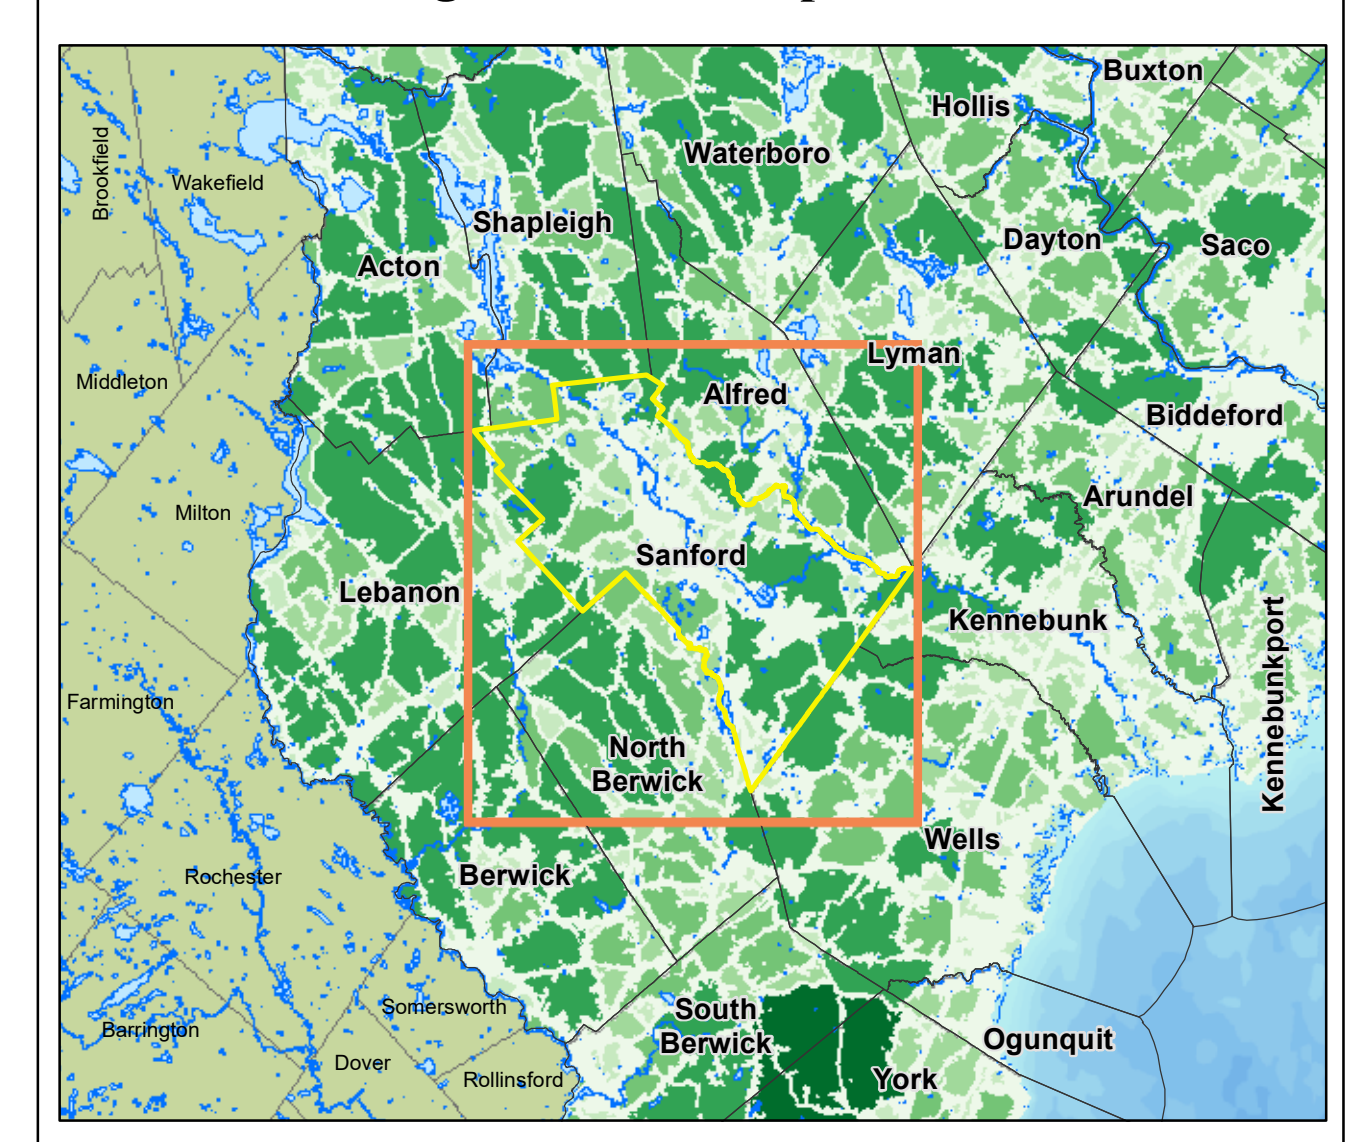 Buxton
Hollis
Brookfield
Waterboro
Wakefield
Shapleigh
Dayton
Saco
Acton
Lyman
Middleton
Alfred
Biddeford
Arundel
Milton
Sanford
Lebanon
Kennebunk
Kennebunkport
Farmington
North
Berwick
Wells
Rochester
Berwick
Somersworth
South
Berwick
Barrington
Ogunquit
Dover
Rollinsford
York